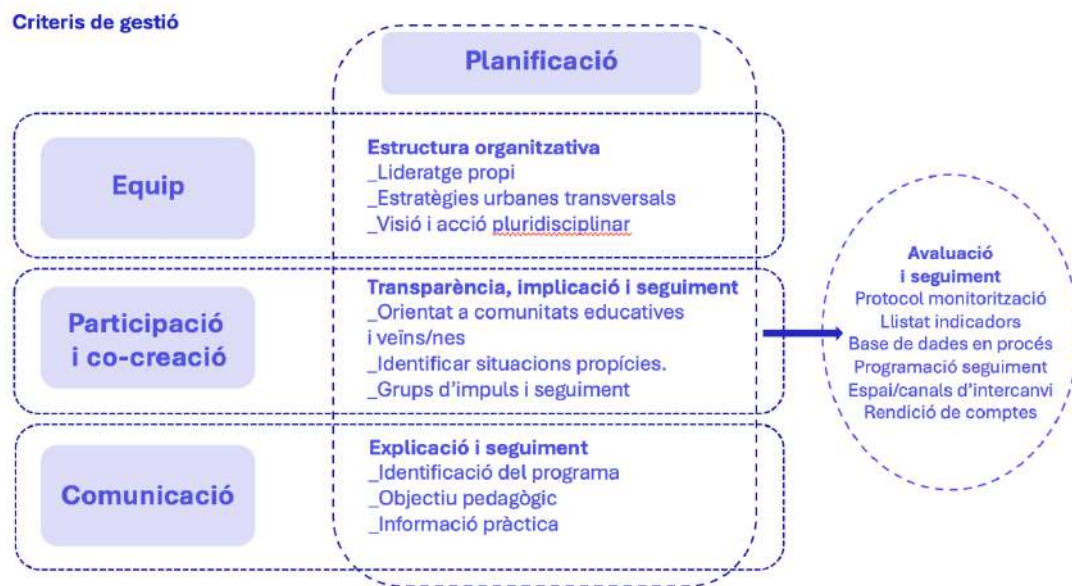 Criteris de gestió
Planificació
Equip
Estructura organitzativa
_Lideratge propi
_Estratègies urbanes transversals
_Visió i acció pluridisciplinar
Participació
i co-creació
Transparència, implicació i seguiment
_Orientat a comunitats educatives
i veïns/nes
_Identificar situacions propícies.
_Grups d’impuls i seguiment
Comunicació
Explicació i seguiment
_Identificació del programa
_Objectiu pedagògic
_Informació pràctica
Avaluació
i seguiment
Protocol monitorització
Llistat indicadors
Base de dades en procés
Programació seguiment
Espai/canals d’intercanvi
Rendició de comptes